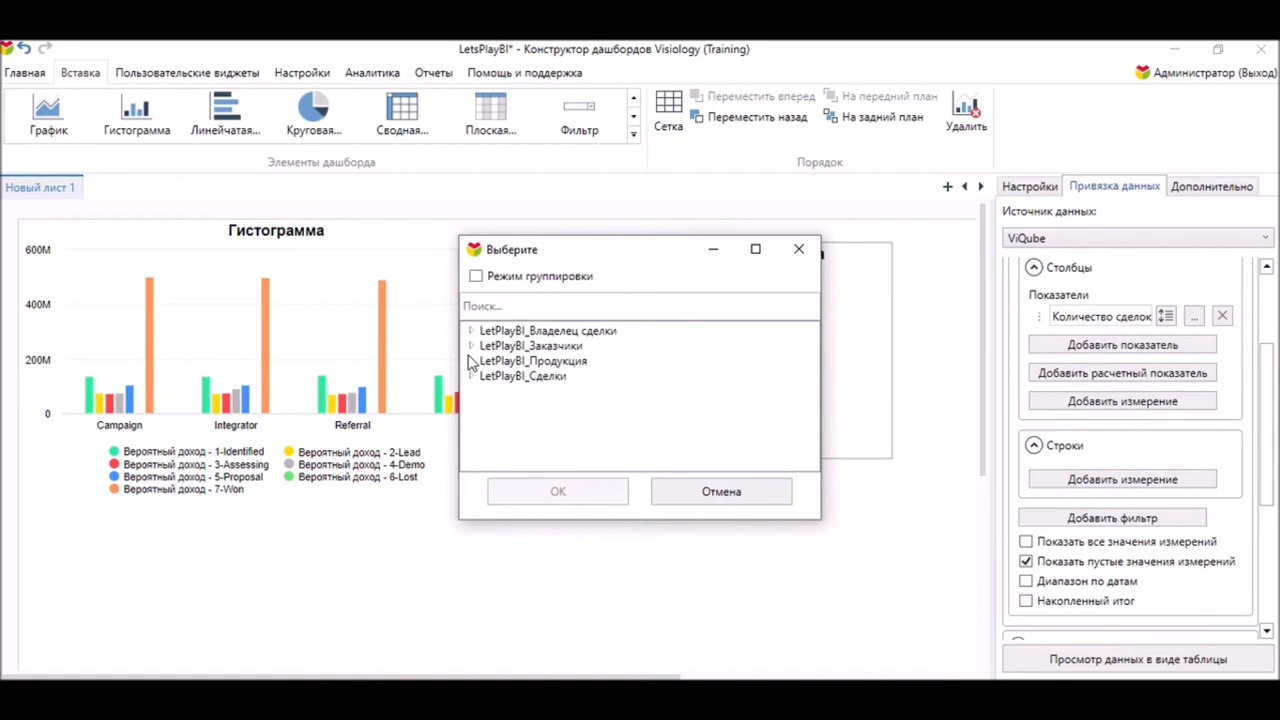 LetsPlayBI* - Конструктор дашбордов Visiology (Training)
Главная Вставка Пользовательские виджеты Настройки Аналитика Отчеты Помощь и поддержка
Администратор (Выход)
График Гистограмма Линейчатая... Круговая... Сводная... Плоская... Фильтр
Сетка
Переместить вперед
Переместить назад
На передний план
На задний план
Удалить
Элементы дашборда
Порядок
Новый лист 1
Гистограмма
600M
400M
200M
0
Campaign Integrator Referral
Вероятный доход - 1-Identified Вероятный доход - 2-Lead
Вероятный доход - 3-Assessing Вероятный доход - 4-Demo
Вероятный доход - 5-Proposal Вероятный доход - 6-Lost
Вероятный доход - 7-Won
а
Выберите
Режим группировки
Поиск...
LetPlayBI_Владелец сделки
LetPlayBI_Заказчики
LetPlayBI_Продукция
LetPlayBI_Сделки
ОК Отмена
Настройки Привязка данных Дополнительно
Источник данных:
ViQube
Столбцы
Показатели
Количество сделок ...
Добавить показатель
Добавить расчетный показатель
Добавить измерение
Строки
Добавить измерение
Добавить фильтр
Показать все значения измерений
Показать пустые значения измерений
Диапазон по датам
Накопленный итог
Просмотр данных в виде таблицы